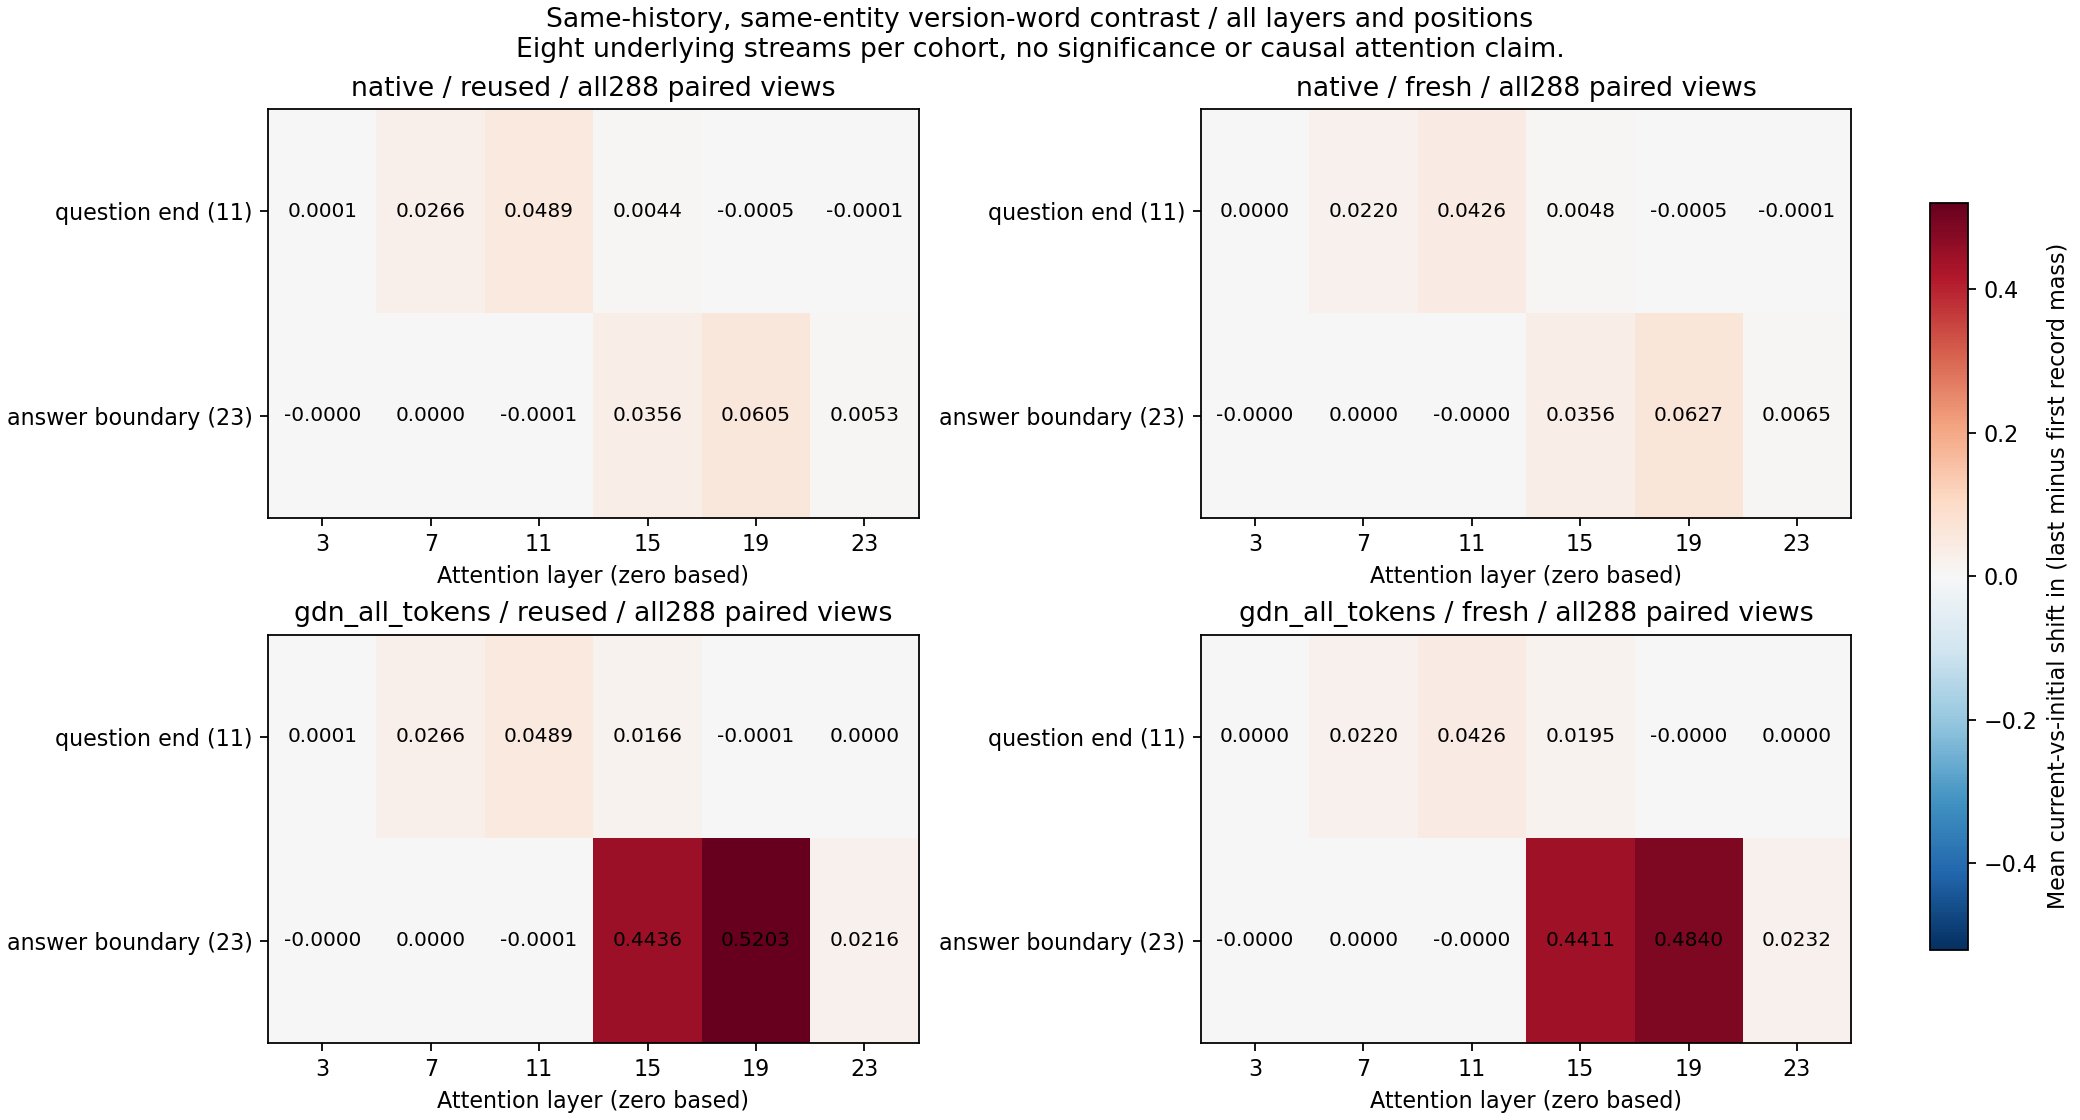 Same-history, same-entity version-word contrast / all layers and positions
Eight underlying streams per cohort, no significance or causal attention claim.
native / reused / all288 paired views
question end (11)
0.0001 0.0266 0.0489 0.0044 -0.0005 -0.0001
answer boundary (23)
-0.0000 0.0000 -0.0001 0.0356 0.0605 0.0053
3 7 11 15 19 23
Attention layer (zero based)
native / fresh / all288 paired views
question end (11)
0.0000 0.0220 0.0426 0.0048 -0.0005 -0.0001
answer boundary (23)
-0.0000 0.0000 -0.0000 0.0356 0.0627 0.0065
3 7 11 15 19 23
Attention layer (zero based)
gdn_all_tokens / reused / all288 paired views
question end (11)
0.0001 0.0266 0.0489 0.0166 -0.0001 0.0000
answer boundary (23)
-0.0000 0.0000 -0.0001 0.4436 0.5203 0.0216
3 7 11 15 19 23
Attention layer (zero based)
gdn_all_tokens / fresh / all288 paired views
question end (11)
0.0000 0.0220 0.0426 0.0195 -0.0000 0.0000
answer boundary (23)
-0.0000 0.0000 -0.0000 0.4411 0.4840 0.0232
3 7 11 15 19 23
Attention layer (zero based)
0.4
0.2
0.0
−0.2
−0.4
Mean current-vs-initial shift in (last minus first record mass)